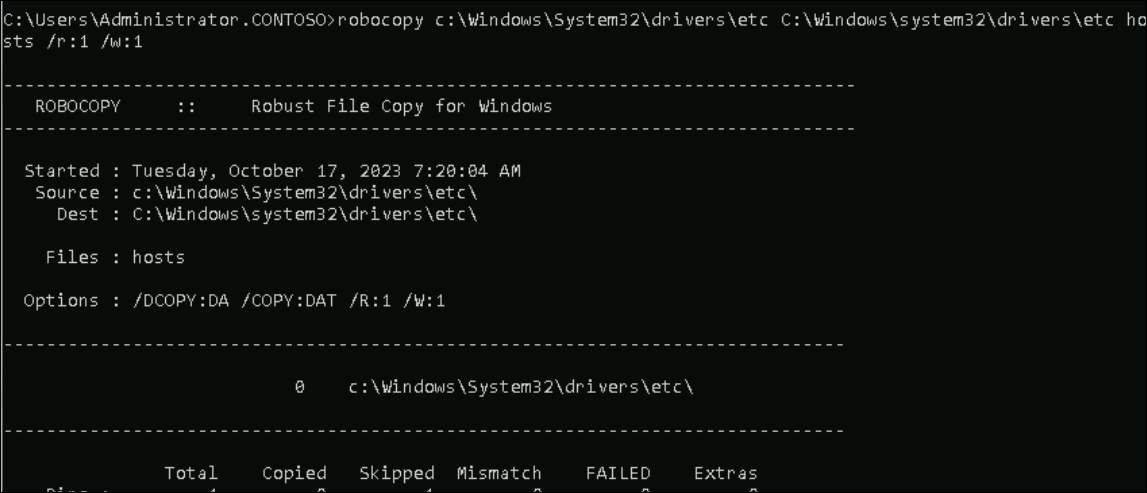 C:\Users\Administrator.CONTOSO>robocopy c:\Windows\System32\drivers\etc C:\Windows\system32\drivers\etc ho
sts /r:1 /w:1
-------------------------------------------------------------------------------
ROBOCOPY     ::     Robust File Copy for Windows
-------------------------------------------------------------------------------
Started : Tuesday, October 17, 2023 7:20:04 AM
Source : c:\Windows\System32\drivers\etc\
Dest : C:\Windows\system32\drivers\etc\
Files : hosts
Options : /DCOPY:DA /COPY:DAT /R:1 /W:1
------------------------------------------------------------------------------
0    c:\Windows\System32\drivers\etc\
------------------------------------------------------------------------------
Total    Copied   Skipped  Mismatch    FAILED    Extras